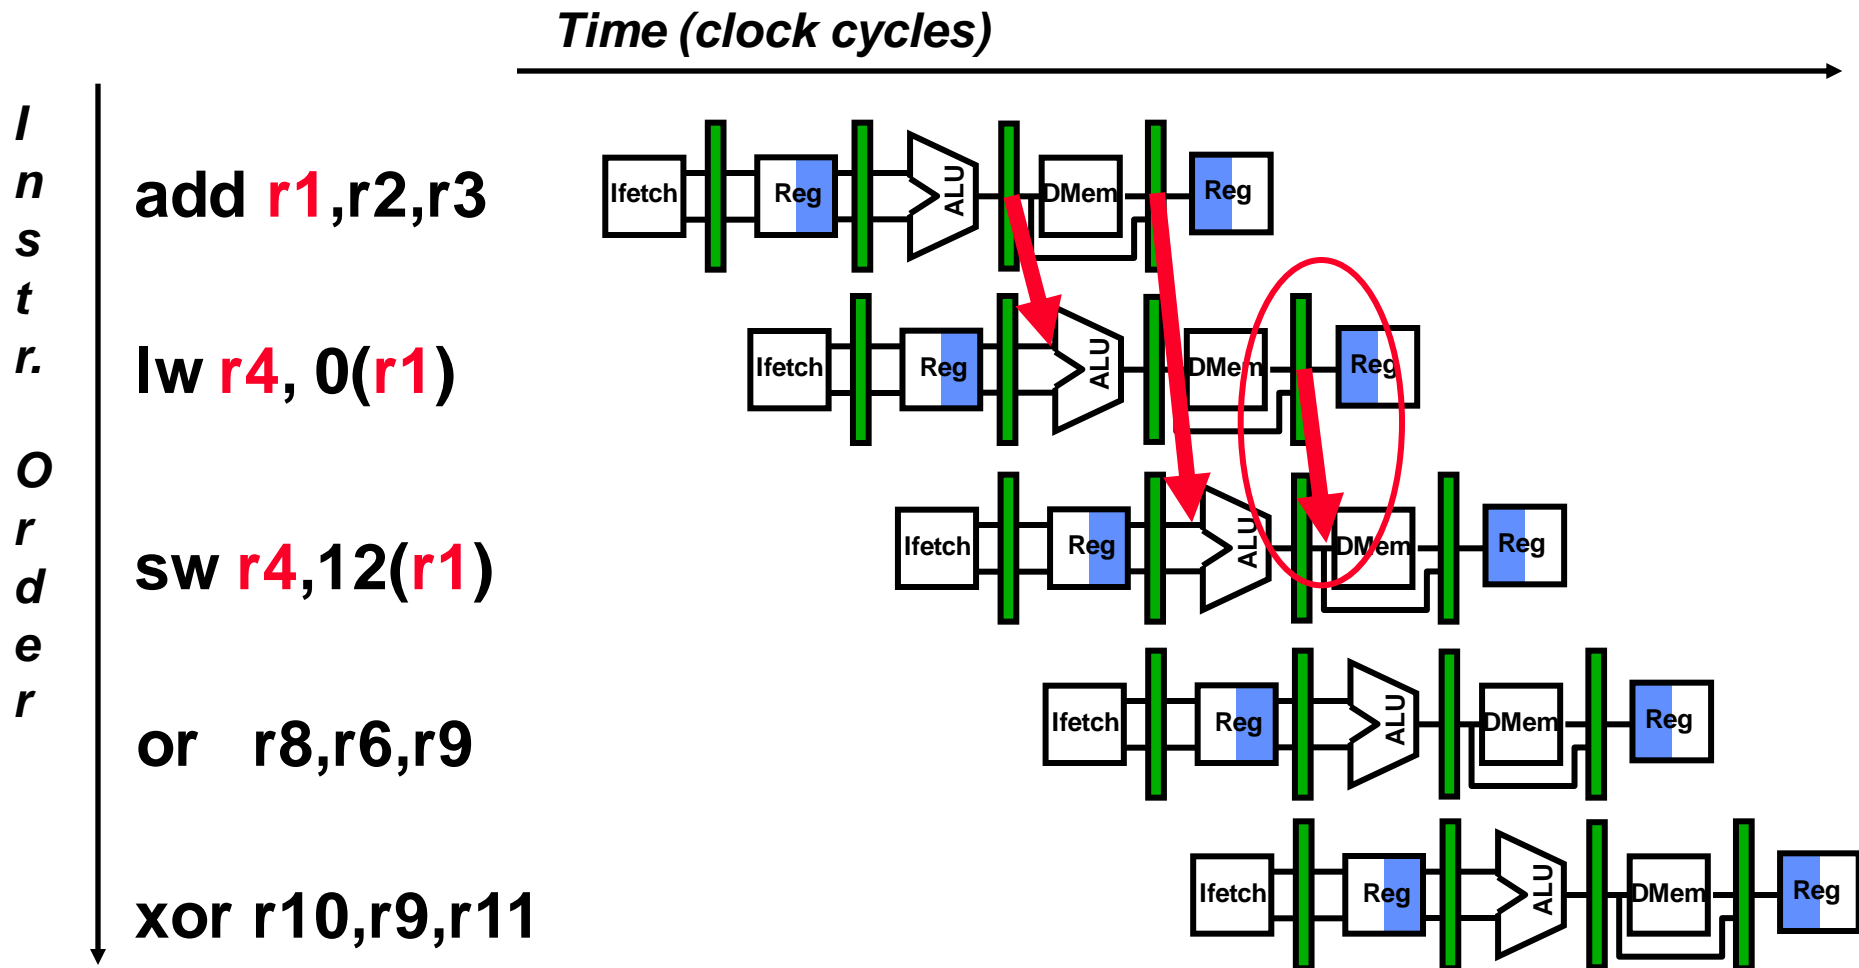 Time (clock cycles)
Instr. Order
add r1,r2,r3
Ifetch Reg ALU DMem Reg
lw r4, 0(r1)
Ifetch Reg ALU DMem Reg
sw r4,12(r1)
Ifetch Reg ALU DMem Reg
or r8,r6,r9
Ifetch Reg ALU DMem Reg
xor r10,r9,r11
Ifetch Reg ALU DMem Reg